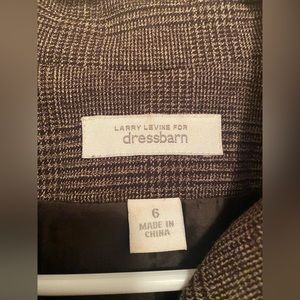 LARRY LEVINE FOR
dressbarn
6
MADE IN
CHINA